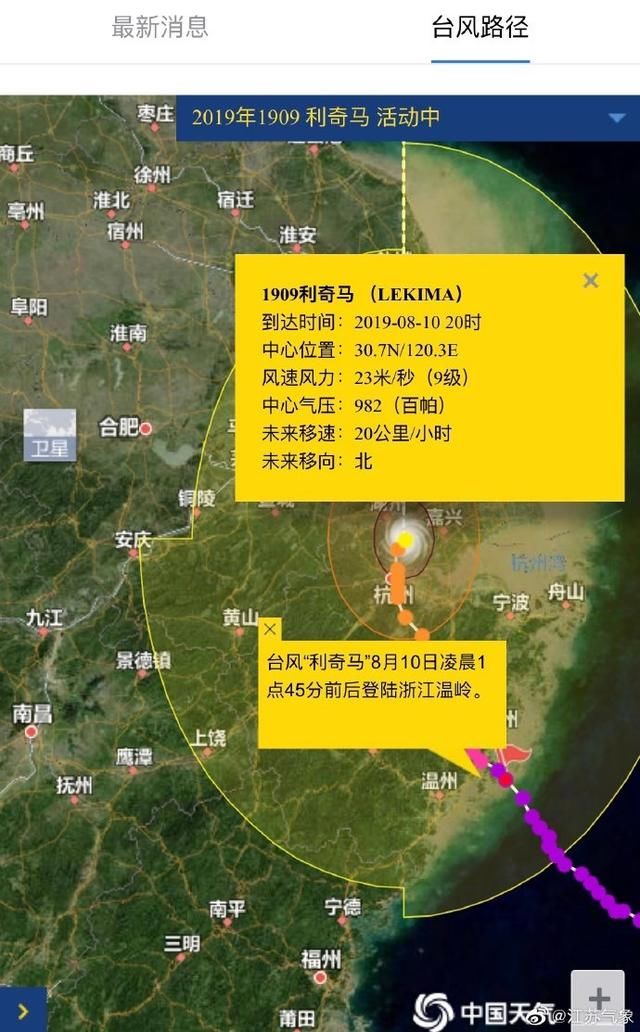 最新消息
台风路径
2019年1909 利奇马 活动中
枣庄
商丘
徐州
亳州
淮北
宿迁
宿州
淮安
1909利奇马 （LEKIMA）
到达时间：2019-08-10 20时
中心位置：30.7N/120.3E
风速风力：23米/秒（9级）
中心气压：982（百帕）
未来移速：20公里/小时
未来移向：北
阜阳
淮南
卫星
合肥
铜陵
嘉兴
安庆
杭州湾
杭州
宁波
舟山
九江
黄山
台风“利奇马”8月10日凌晨1
点45分前后登陆浙江温岭。
景德镇
南昌
上饶
州
鹰潭
抚州
温州
南平
宁德
三明
福州
莆田
中国天气
@江苏气象